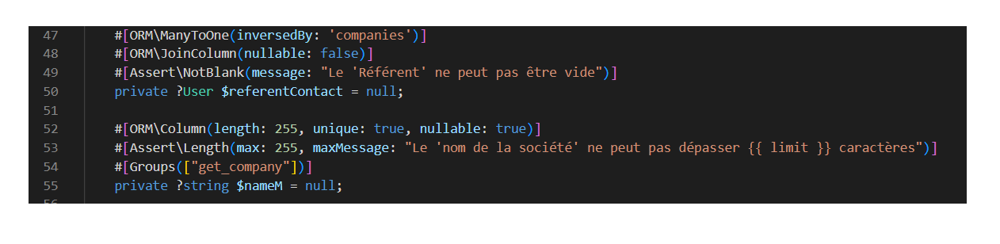 47 #[ORM\ManyToOne(inversedBy: 'companies')]
48 #[ORM\JoinColumn(nullable: false)]
49 #[Assert\NotBlank(message: "Le 'Référent' ne peut pas être vide")]
50 private ?User $referentContact = null;
51
52 #[ORM\Column(length: 255, unique: true, nullable: true)]
53 #[Assert\Length(max: 255, maxMessage: "Le 'nom de la société' ne peut pas dépasser {{ limit }} caractères")]
54 #[Groups(["get_company"])]
55 private ?string $nameM = null;
56